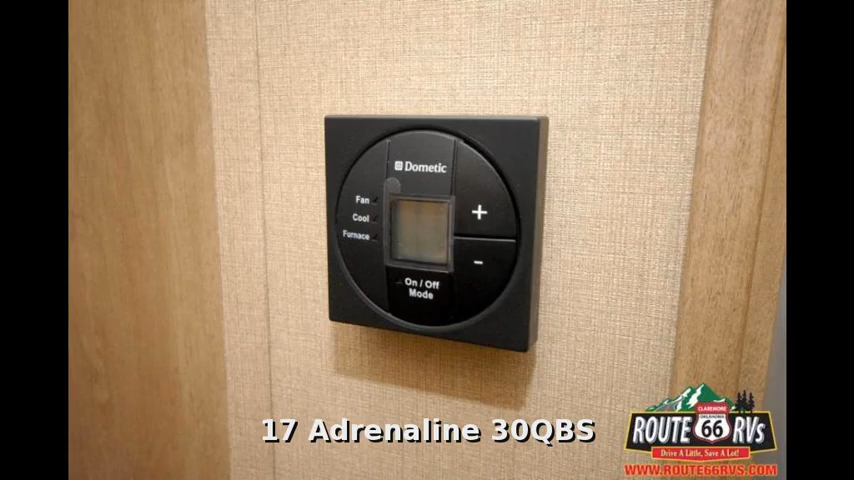 Dometic
Fan
Cool
Furnace
+
-
On / Off
Mode
17 Adrenaline 30QBS
CLAREMORE
OKLAHOMA
ROUTE 66 RVs
Drive A Little, Save A Lot!
WWW.ROUTE66RVS.COM